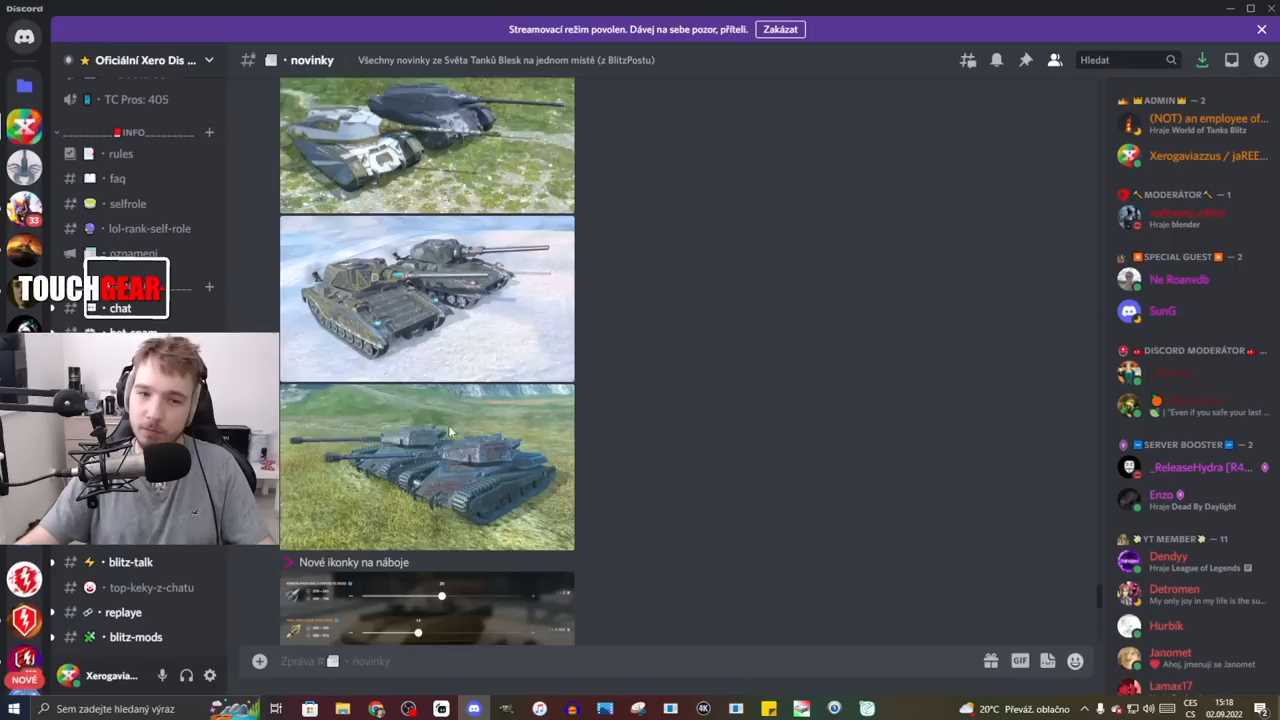 Discord
Streamovací režim povolen. Dávej na sebe pozor, příteli.
Zakázat
Oficiální Xero Dis ...
novinky
Všechny novinky ze Světa Tanků Blesk na jednom místě (z BlitzPostu)
Hledat
TC Pros: 405
INFO
rules
faq
selfrole
lol-rank-self-role
oznameni
TOUCHGEAR
chat
bot-spam
blitz-talk
top-keky-z-chatu
replaye
blitz-mods
33
NOVÉ
Xerogavia...
Nové ikonky na náboje
Zpráva # novinky
GIF
ADMIN — 2
(NOT) an employee of...
Hraje World of Tanks Blitz
Xerogaviazzus / jaREE...
MODERÁTOR — 1
Hraje blender
SPECIAL GUEST — 2
Ne Roanvdb
SunG
DISCORD MODERÁTOR ...
| "Even if you safe your last ...
SERVER BOOSTER — 2
_ReleaseHydra [R4...
Enzo
Hraje Dead By Daylight
YT MEMBER — 11
Dendyy
Hraje League of Legends
Detromen
My only joy in my life is the su...
Hurbík
Janomet
Ahoj, jmenuji se Janomet
Lamax17
Sem zadejte hledaný výraz
20°C Převáž. oblačno
CES
CS
15:18
02.09.2022